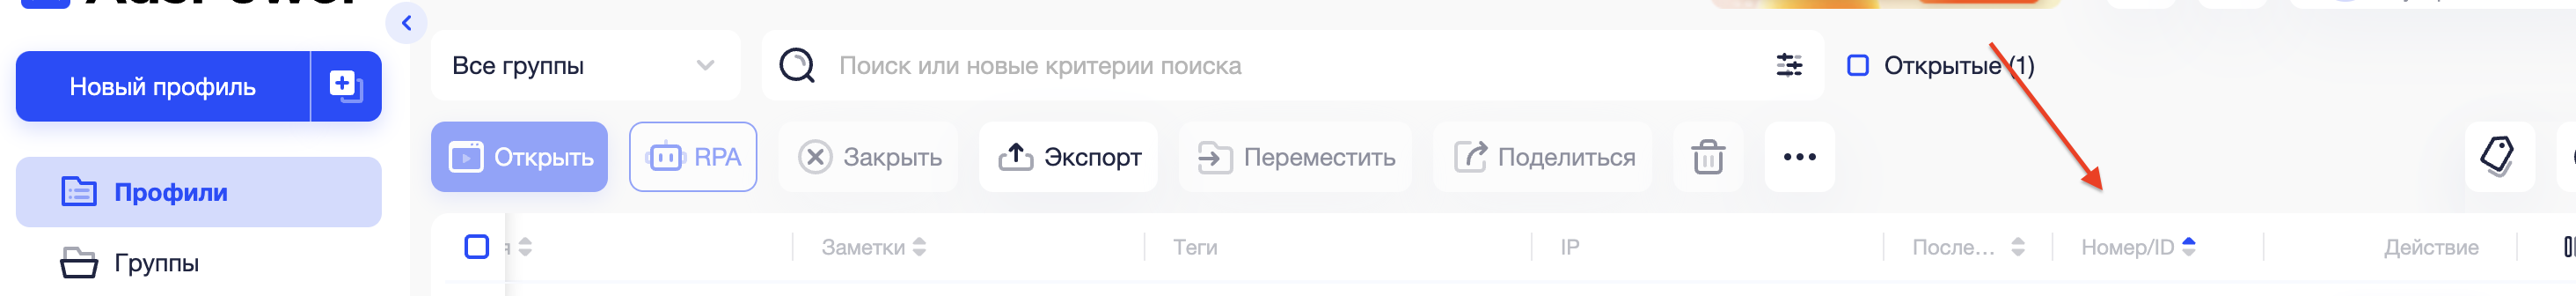 Новый профиль
Профили
Группы
Все группы
Поиск или новые критерии поиска
Открытые (1)
Открыть
RPA
Закрыть
Экспорт
Переместить
Поделиться
я
Заметки
Теги
IP
После...
Номер/ID
Действие